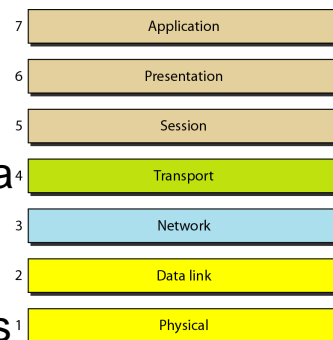 7 Application
6 Presentation
5 Session
a 4 Transport
3 Network
2 Data link
s 1 Physical